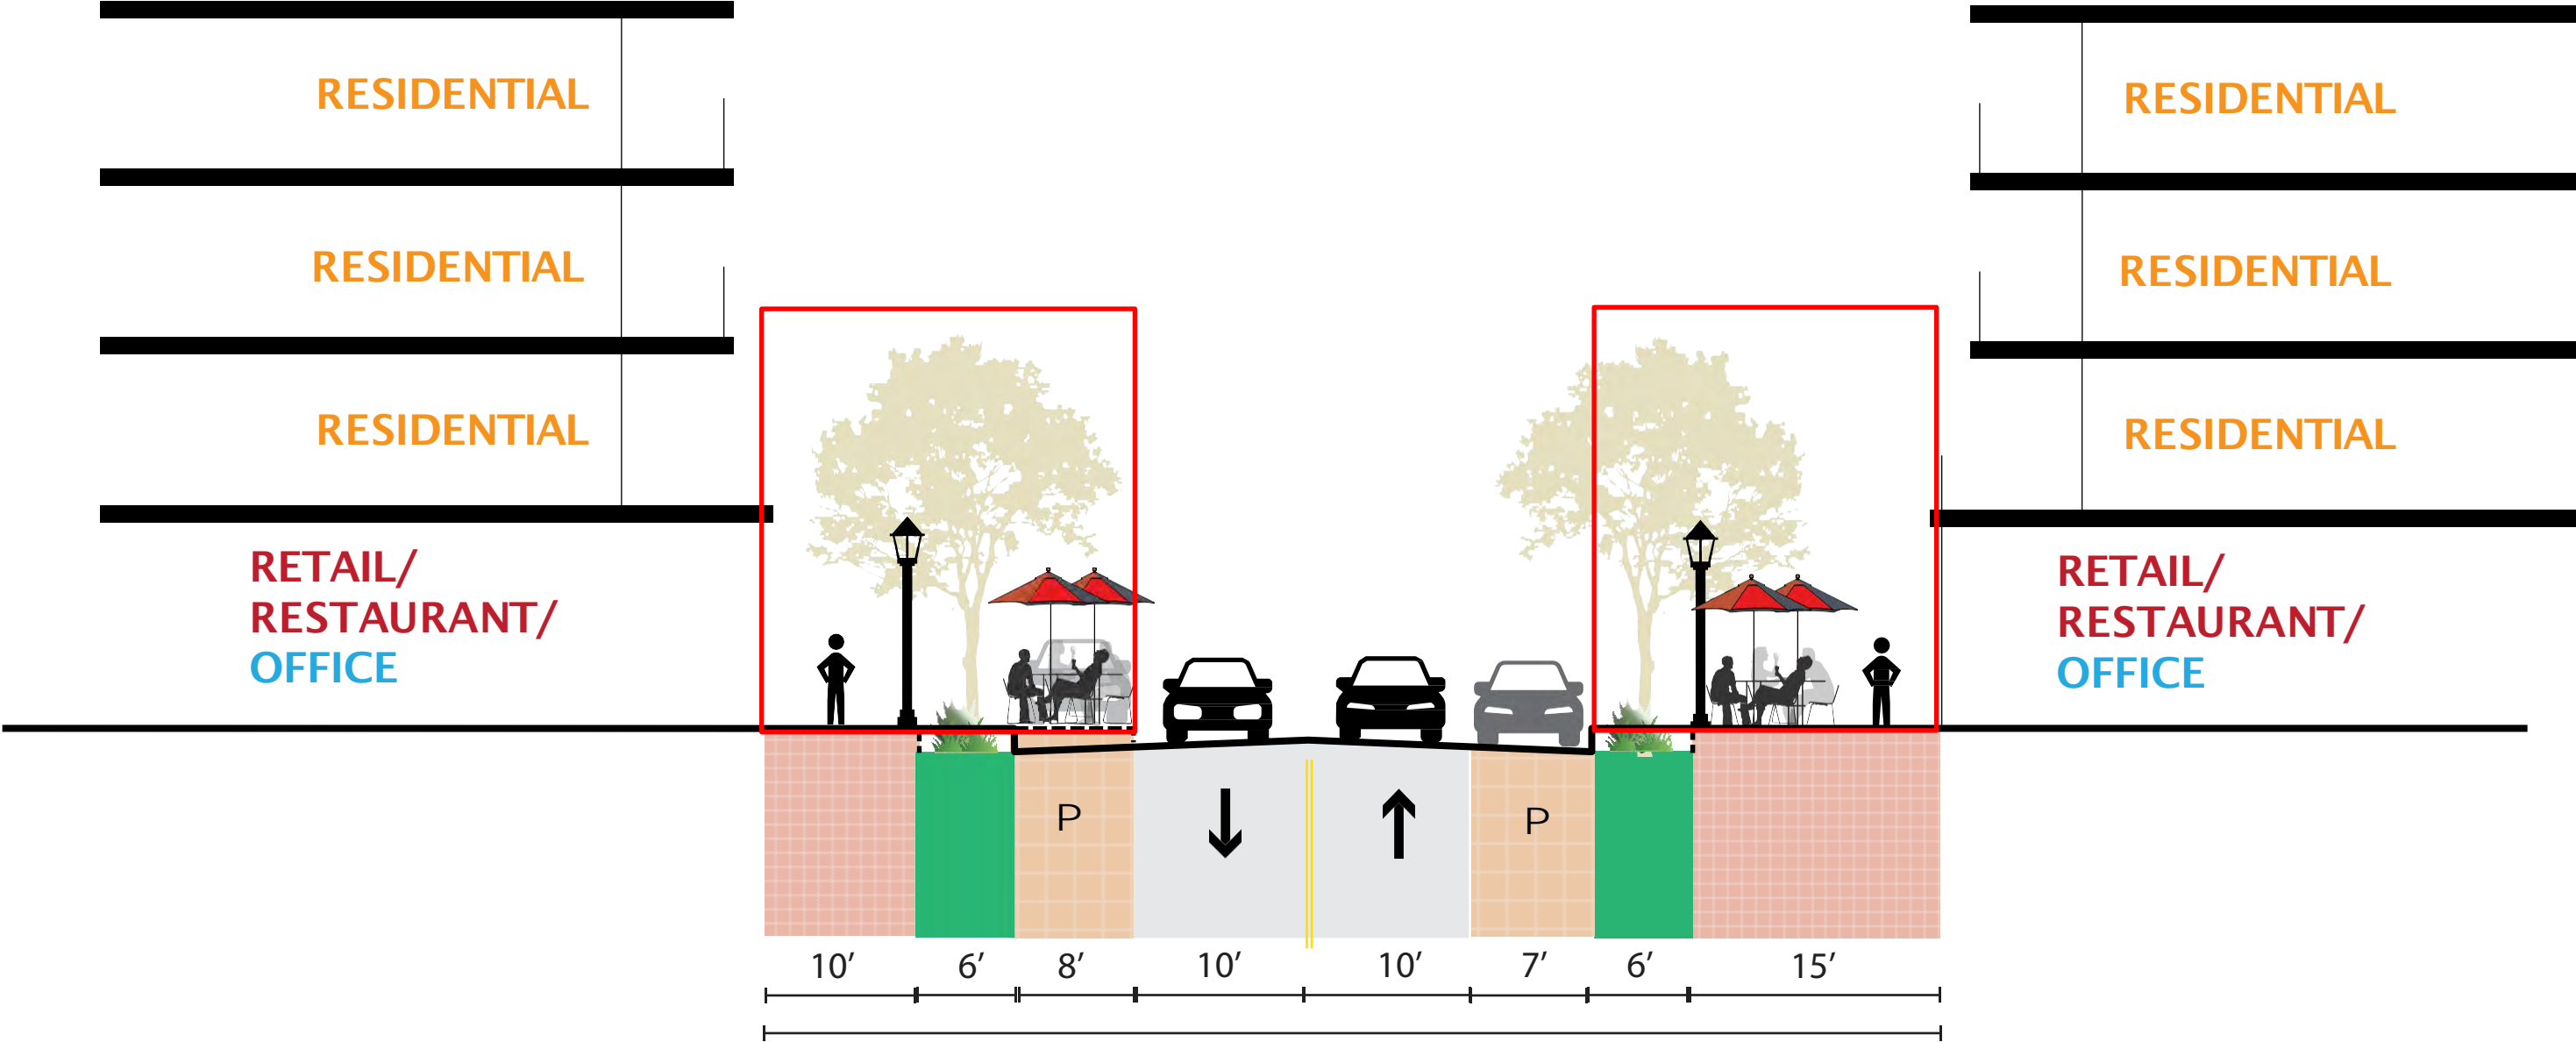 RESIDENTIAL
RESIDENTIAL
RESIDENTIAL
RETAIL/
RESTAURANT/
OFFICE
RESIDENTIAL
RESIDENTIAL
RESIDENTIAL
RETAIL/
RESTAURANT/
OFFICE
P
P
10’ 6’ 8’ 10’ 10’ 7’ 6’ 15’